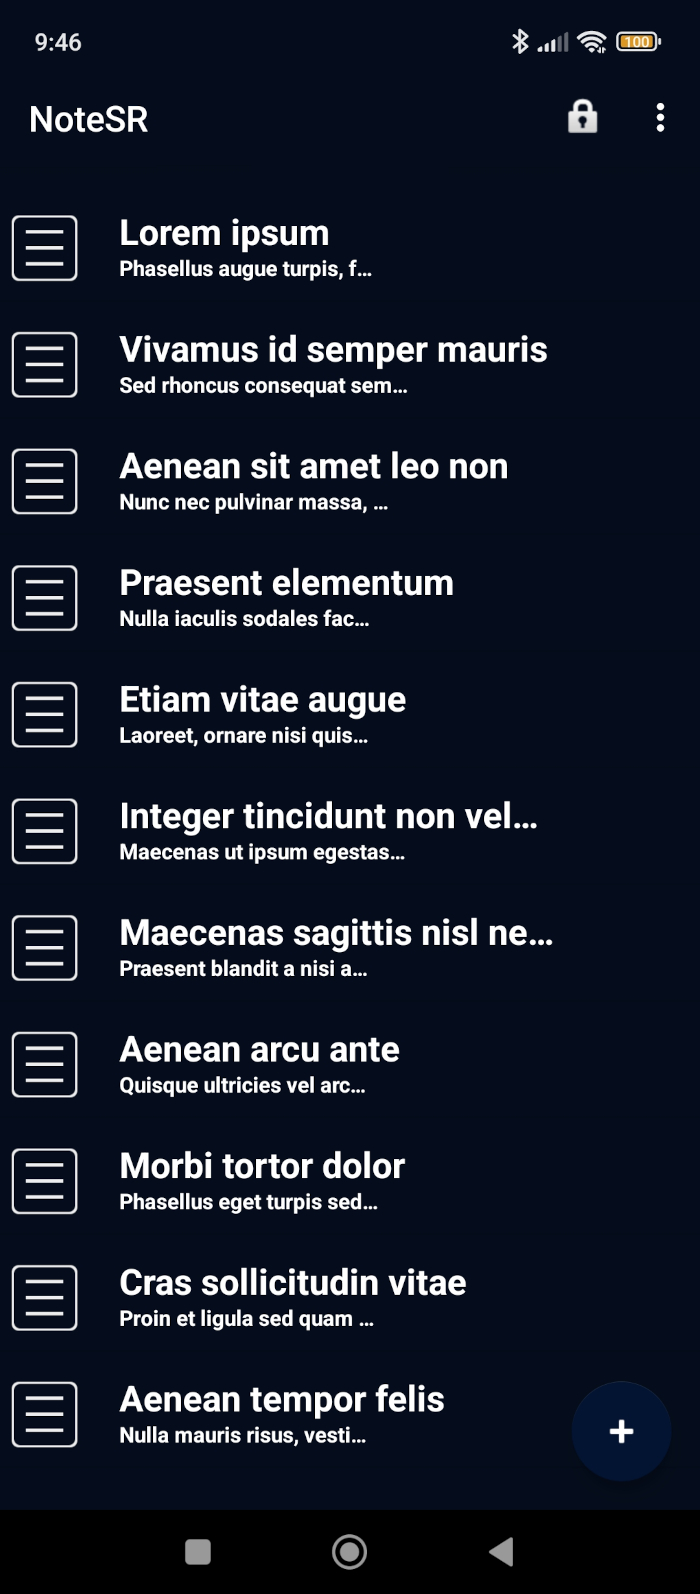 9:46
100
NoteSR
Lorem ipsum
Phasellus augue turpis, f...
Vivamus id semper mauris
Sed rhoncus consequat sem...
Aenean sit amet leo non
Nunc nec pulvinar massa, ...
Praesent elementum
Nulla iaculis sodales fac...
Etiam vitae augue
Laoreet, ornare nisi quis...
Integer tincidunt non vel...
Maecenas ut ipsum egestas...
Maecenas sagittis nisl ne...
Praesent blandit a nisi a...
Aenean arcu ante
Quisque ultricies vel arc...
Morbi tortor dolor
Phasellus eget turpis sed...
Cras sollicitudin vitae
Proin et ligula sed quam ...
Aenean tempor felis
Nulla mauris risus, vesti...
+